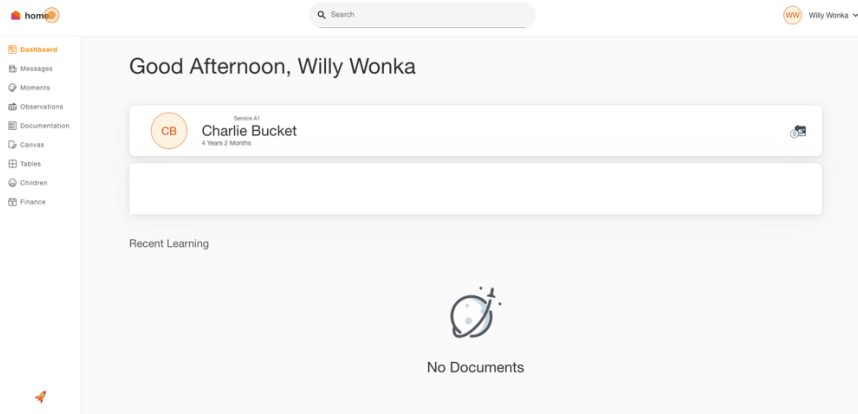 home
Search
WW
Willy Wonka
Dashboard
Messages
Moments
Observations
Documentation
Canvas
Tables
Children
Finance
Good Afternoon, Willy Wonka
CB
Service A1
Charlie Bucket
4 Years 2 Months
0
Recent Learning
No Documents